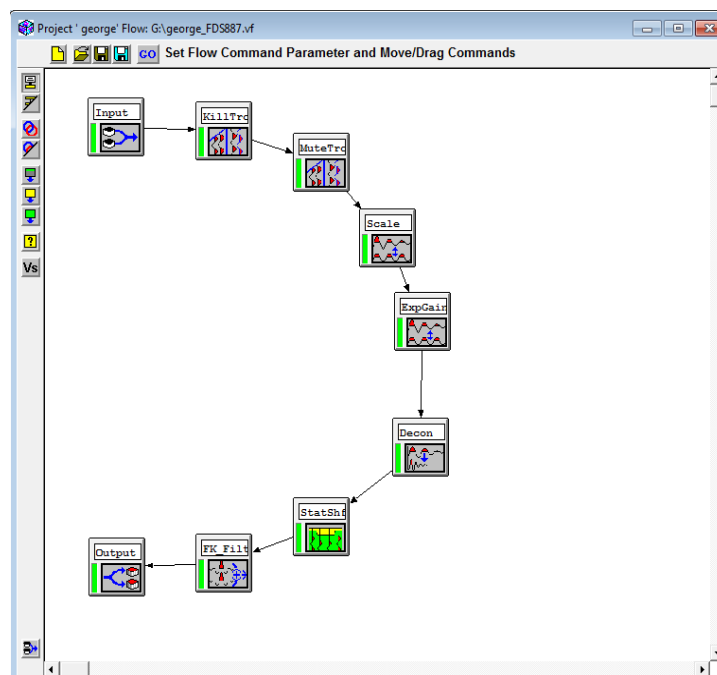 Project ' george' Flow: G:\george_FDS887.vf
GO Set Flow Command Parameter and Move/Drag Commands
Input
KillTrc
MuteTrc
Scale
ExpGain
Decon
StatShf
FK_Filt
Output
?
Vs